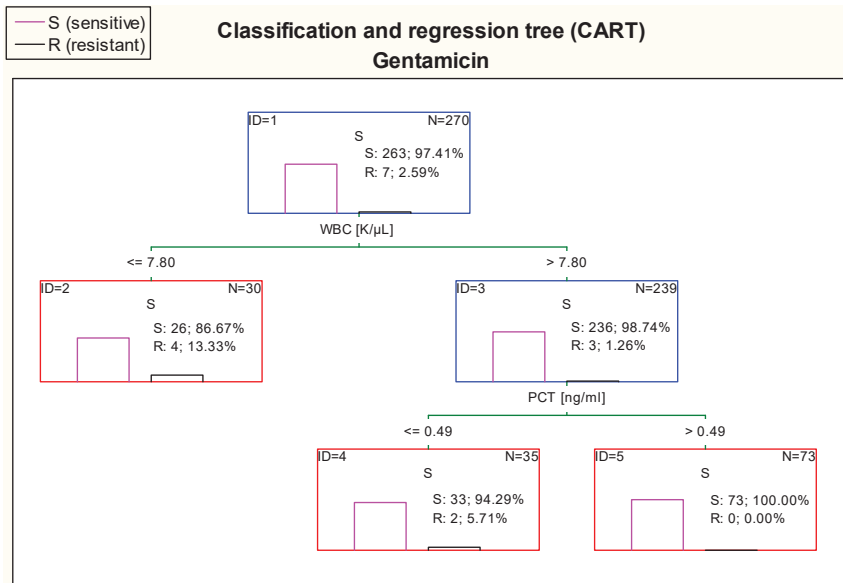 S (sensitive)
R (resistant)
Classification and regression tree (CART)
Gentamicin
ID=1 N=270
S
S: 263; 97.41%
R: 7; 2.59%
WBC [K/µL]
<= 7.80 > 7.80
ID=2 N=30
S
S: 26; 86.67%
R: 4; 13.33%
ID=3 N=239
S
S: 236; 98.74%
R: 3; 1.26%
PCT [ng/ml]
<= 0.49 > 0.49
ID=4 N=35
S
S: 33; 94.29%
R: 2; 5.71%
ID=5 N=73
S
S: 73; 100.00%
R: 0; 0.00%